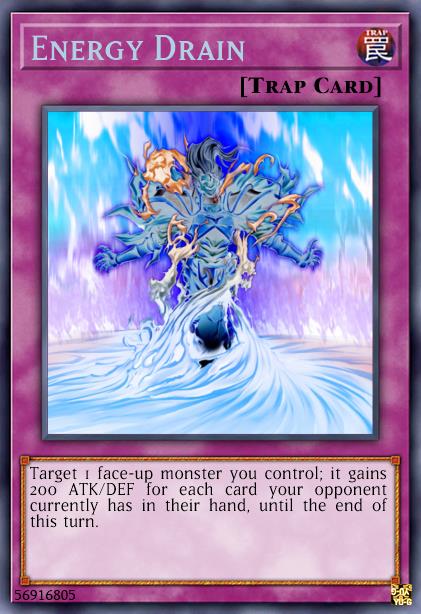 Energy Drain
TRAP
罠
[Trap Card]
Target 1 face-up monster you control; it gains
200 ATK/DEF for each card your opponent
currently has in their hand, until the end of
this turn.
56916805